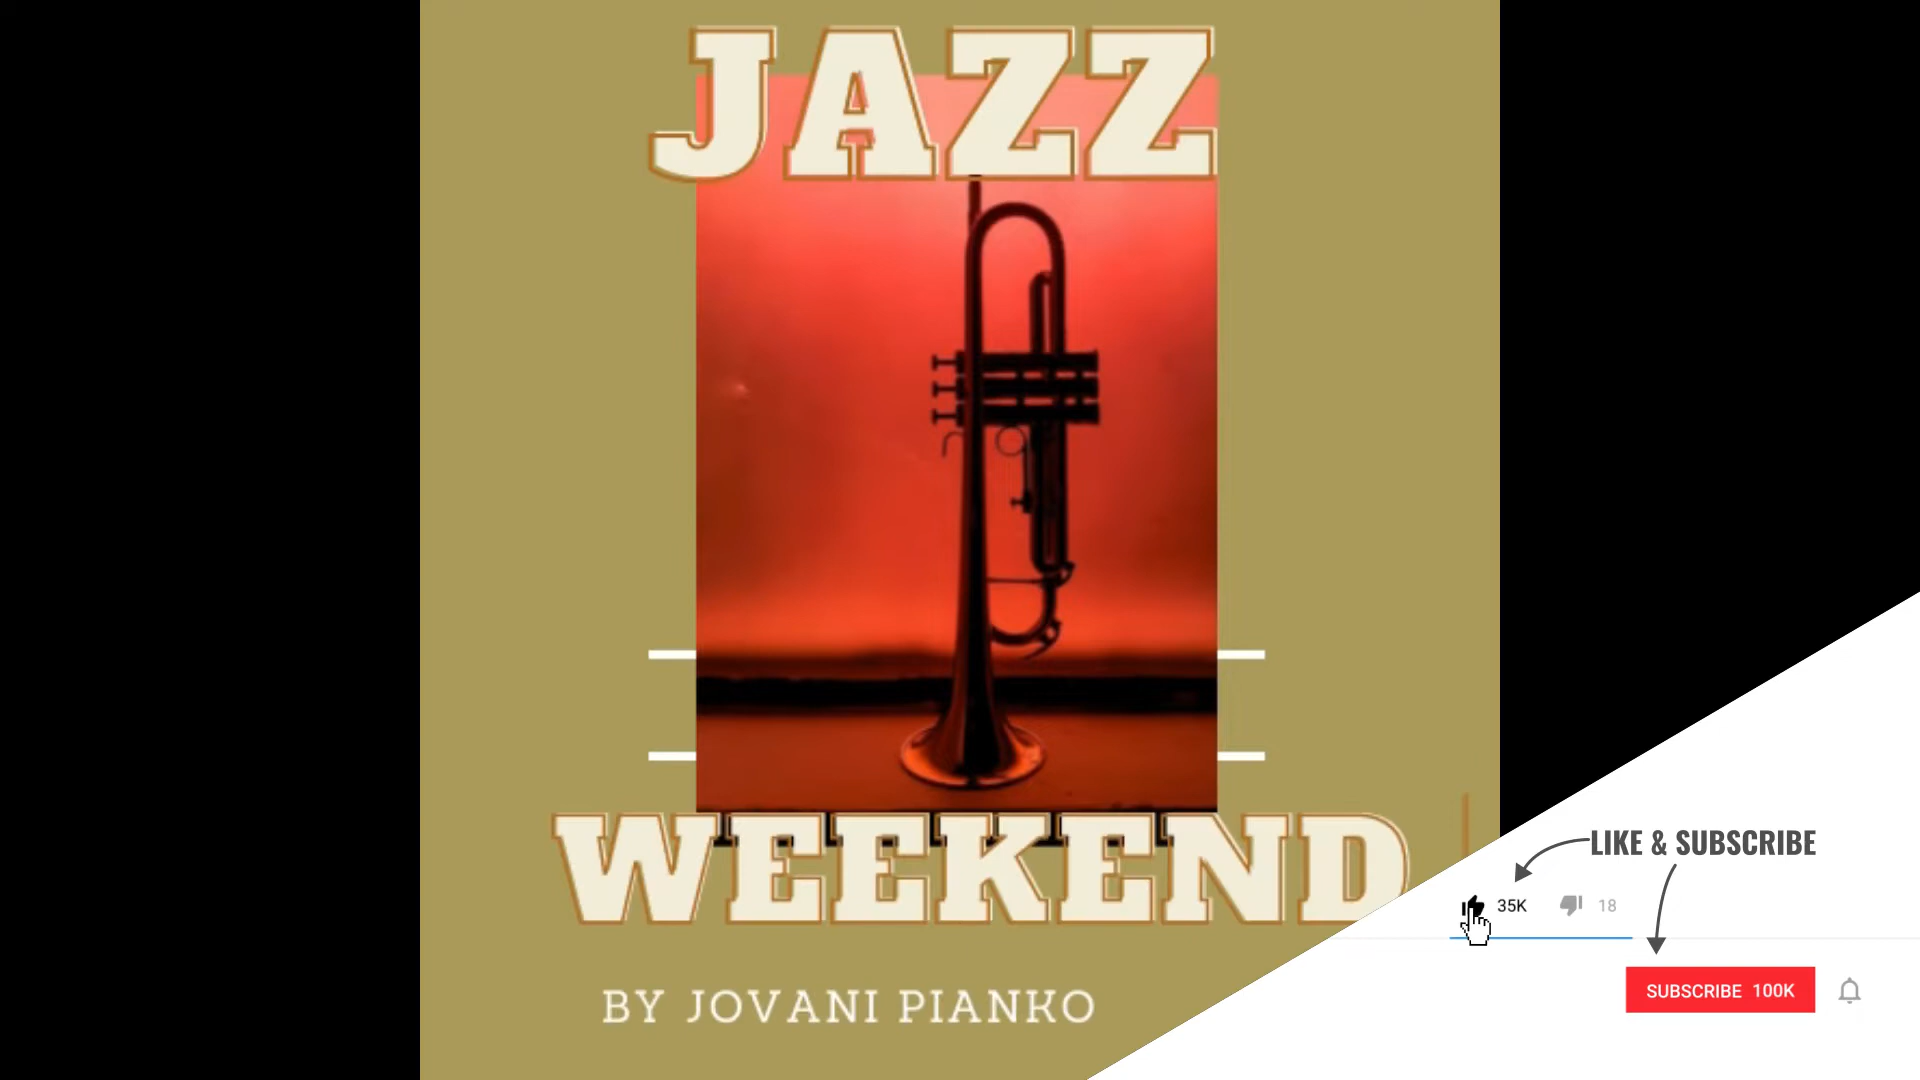 JAZZ
WEEKEND
BY JOVANI PIANKO
LIKE & SUBSCRIBE
35K 18
SUBSCRIBE 100K